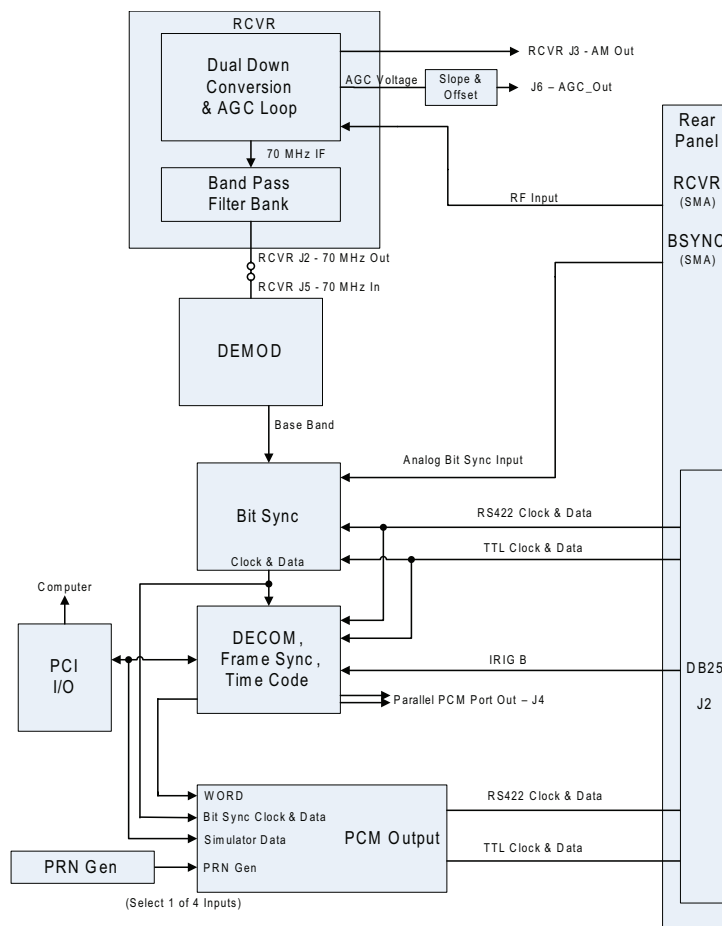 RCVR
Dual Down
Conversion
& AGC Loop
RCVR J3 - AM Out
AGC Voltage
Slope &
Offset
J6 – AGC_Out
Rear
Panel
70 MHz IF
Band Pass
Filter Bank
RF Input
RCVR
(SMA)
BSYNC
(SMA)
RCVR J2 - 70 MHz Out
RCVR J5 - 70 MHz In
DEMOD
Base Band
Analog Bit Sync Input
Bit Sync
RS422 Clock & Data
TTL Clock & Data
Clock & Data
Computer
PCI
I/O
DECOM,
Frame Sync,
Time Code
IRIG B
DB25
J2
Parallel PCM Port Out – J4
WORD
Bit Sync Clock & Data
Simulator Data
PRN Gen
PCM Output
RS422 Clock & Data
TTL Clock & Data
PRN Gen
(Select 1 of 4 Inputs)